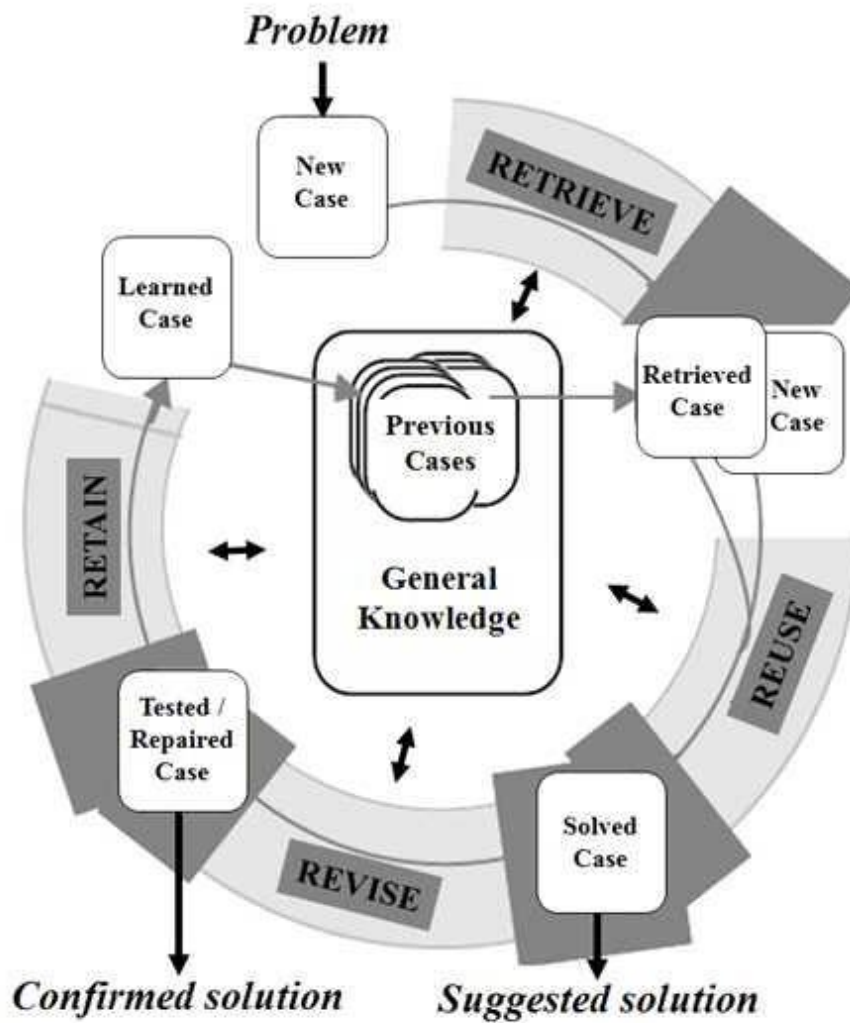 Problem
New
Case
RETRIEVE
Learned
Case
Retrieved
Case
New
Case
Previous
Cases
RETAIN
General
Knowledge
REUSE
Tested /
Repaired
Case
Solved
Case
REVISE
Confirmed solution
Suggested solution